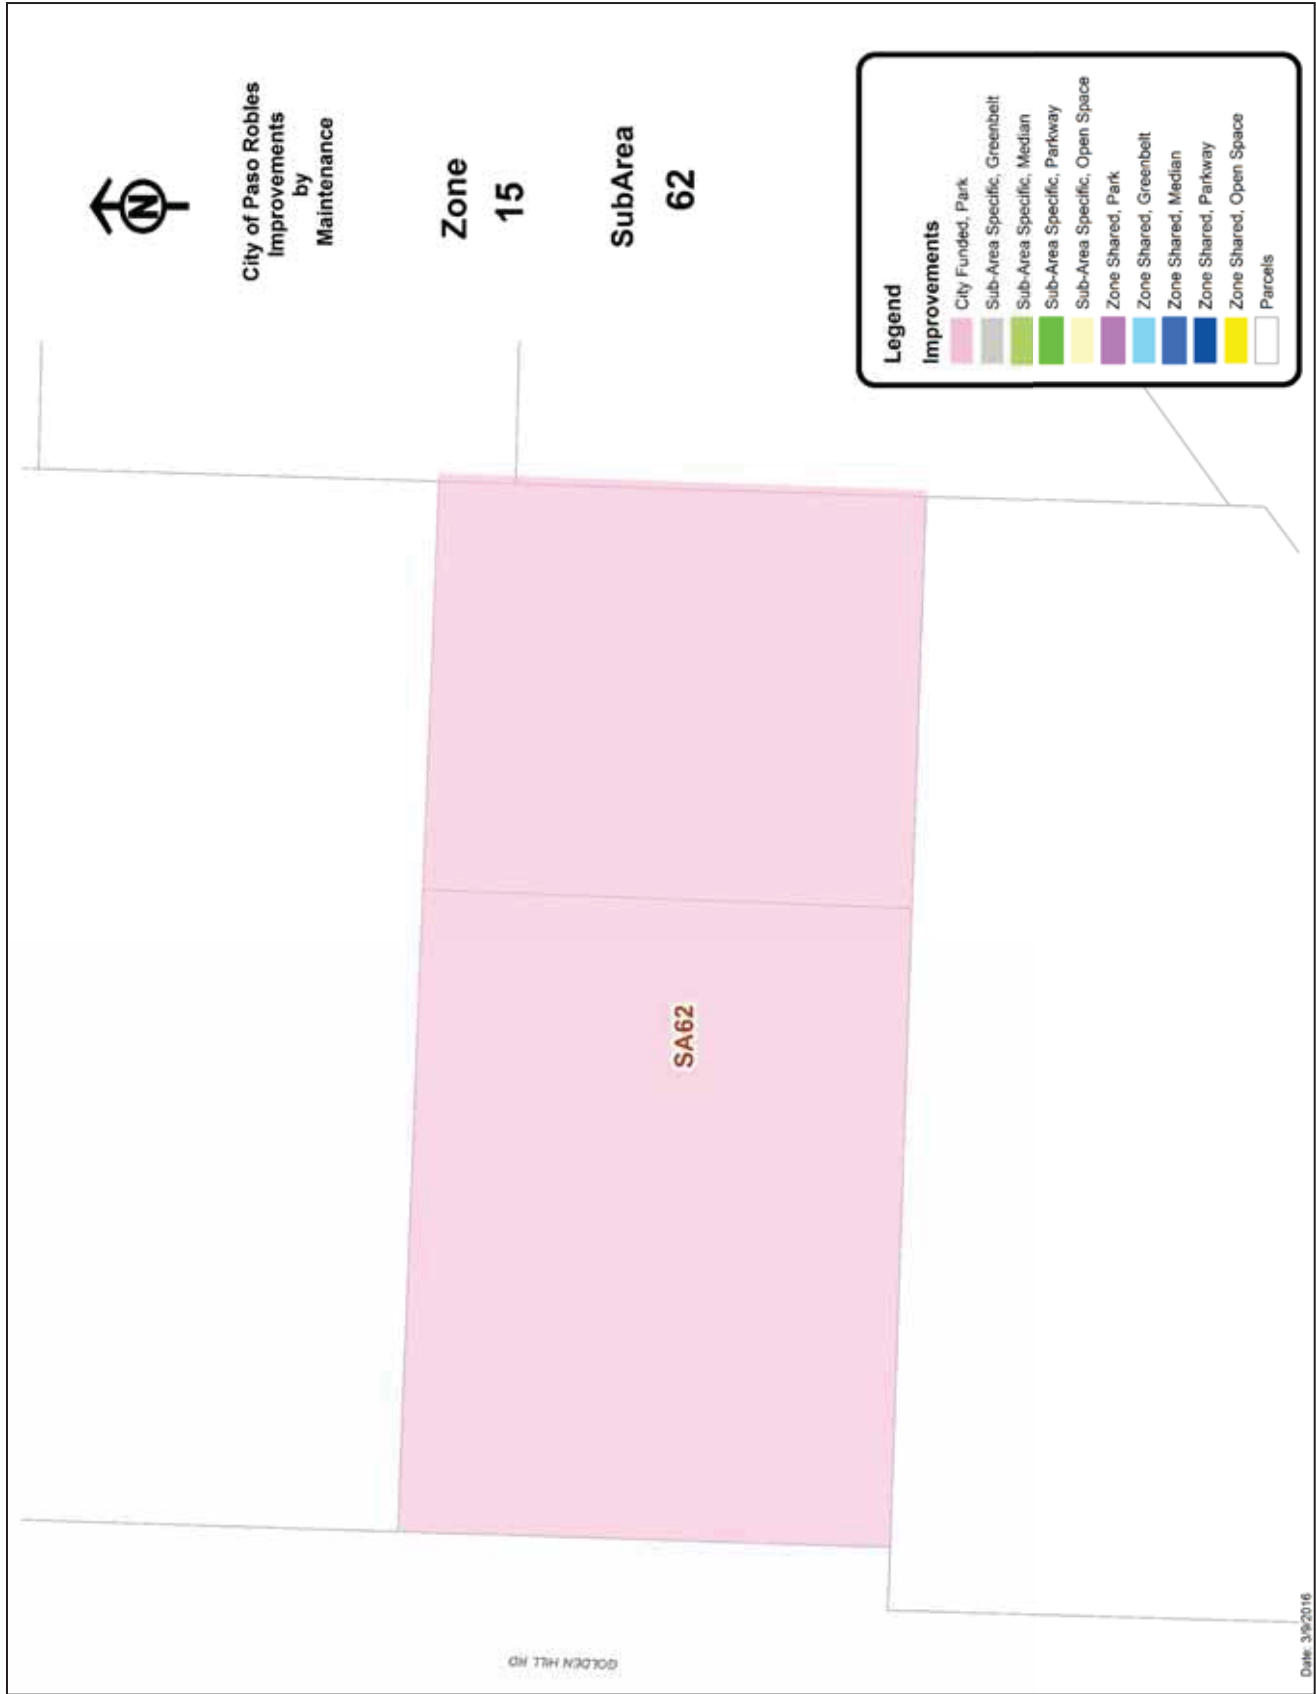 N
City of Paso Robles
Improvements
by
Maintenance
Zone
15
SubArea
62
SA62
GOLDEN HILL RD
Legend
Improvements
City Funded, Park
Sub-Area Specific, Greenbelt
Sub-Area Specific, Median
Sub-Area Specific, Parkway
Sub-Area Specific, Open Space
Zone Shared, Park
Zone Shared, Greenbelt
Zone Shared, Median
Zone Shared, Parkway
Zone Shared, Open Space
Parcels
Date: 3/9/2016